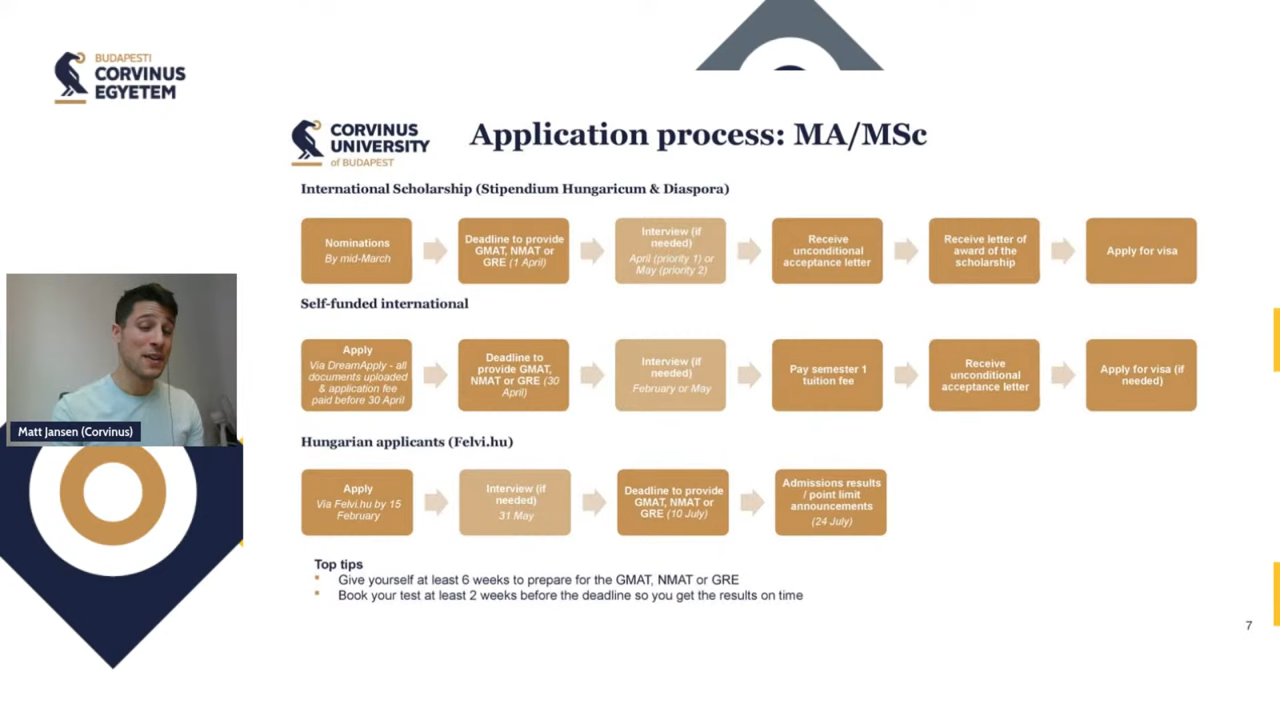 BUDAPESTI
CORVINUS
EGYETEM
CORVINUS
UNIVERSITY
of BUDAPEST
Application process: MA/MSc
International Scholarship (Stipendium Hungaricum & Diaspora)
Nominations
By mid-March
Deadline to provide
GMAT, NMAT or
GRE (1 April)
Interview (if
needed)
April (priority 1) or
May (priority 2)
Receive
unconditional
acceptance letter
Receive letter of
award of the
scholarship
Apply for visa
Self-funded international
Apply
Via DreamApply - all
documents uploaded
& application fee
paid before 30 April
Deadline to
provide GMAT,
NMAT or GRE (30
April)
Interview (if
needed)
February or May
Pay semester 1
tuition fee
Receive
unconditional
acceptance letter
Apply for visa (if
needed)
Matt Jansen (Corvinus)
Hungarian applicants (Felvi.hu)
Apply
Via Felvi.hu by 15
February
Interview (if
needed)
31 May
Deadline to provide
GMAT, NMAT or
GRE (10 July)
Admissions results
/ point limit
announcements
(24 July)
Top tips
Give yourself at least 6 weeks to prepare for the GMAT, NMAT or GRE
Book your test at least 2 weeks before the deadline so you get the results on time
7